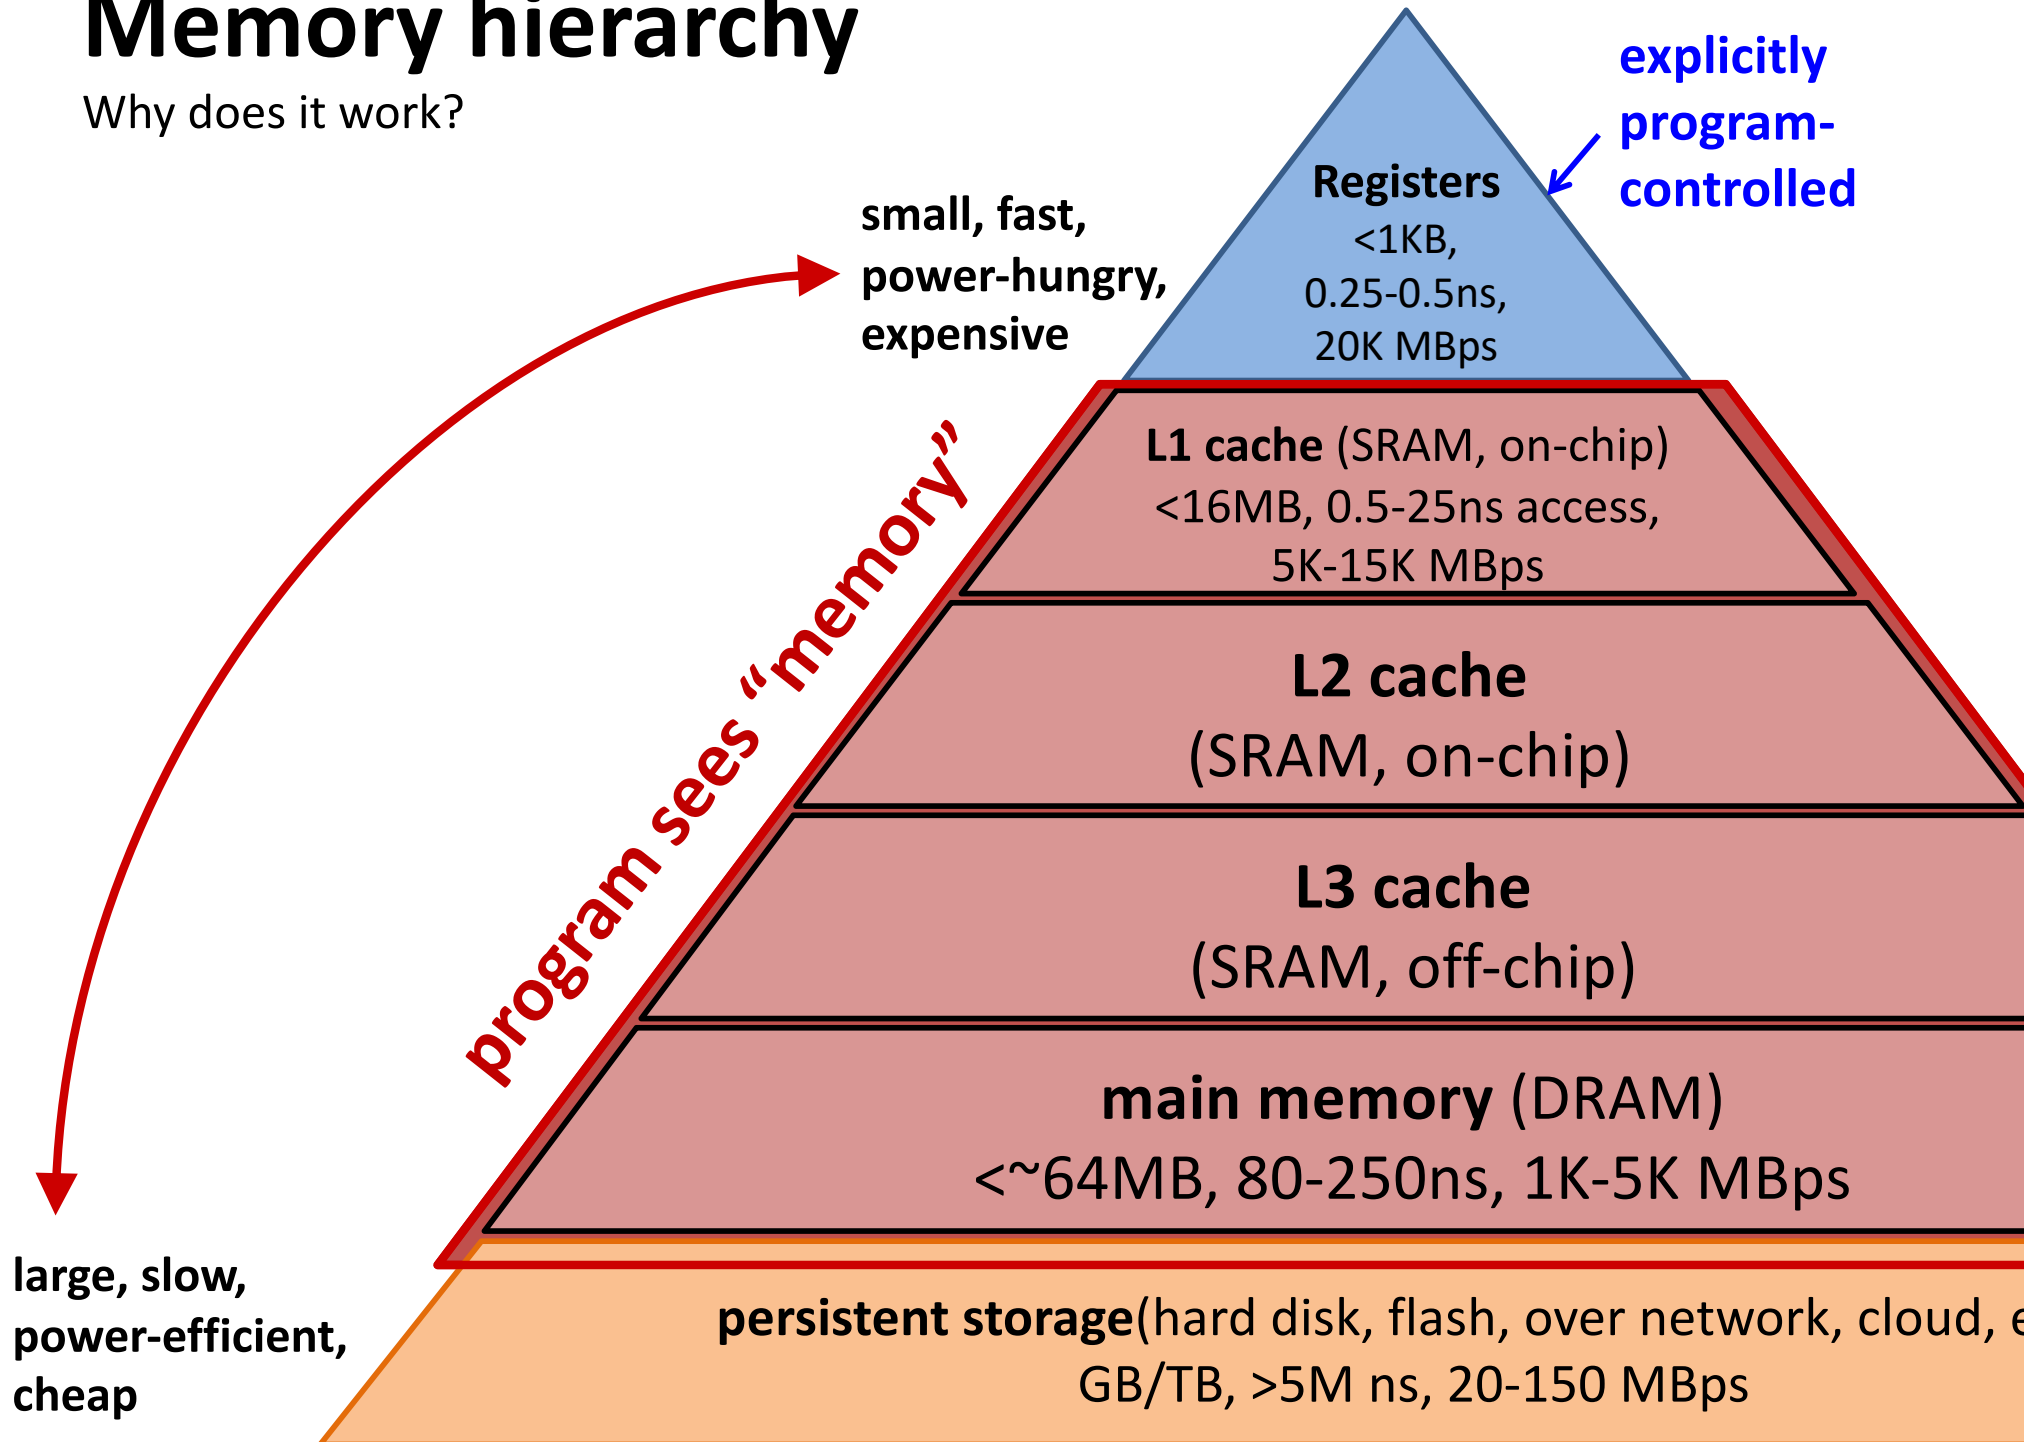 Memory hierarchy
Why does it work?
explicitly
program-
controlled
small, fast,
power-hungry,
expensive
Registers
<1KB,
0.25-0.5ns,
20K MBps
program sees “memory”
L1 cache (SRAM, on-chip)
<16MB, 0.5-25ns access,
5K-15K MBps
L2 cache
(SRAM, on-chip)
L3 cache
(SRAM, off-chip)
main memory (DRAM)
<~64MB, 80-250ns, 1K-5K MBps
large, slow,
power-efficient,
cheap
persistent storage(hard disk, flash, over network, cloud,
GB/TB, >5M ns, 20-150 MBps